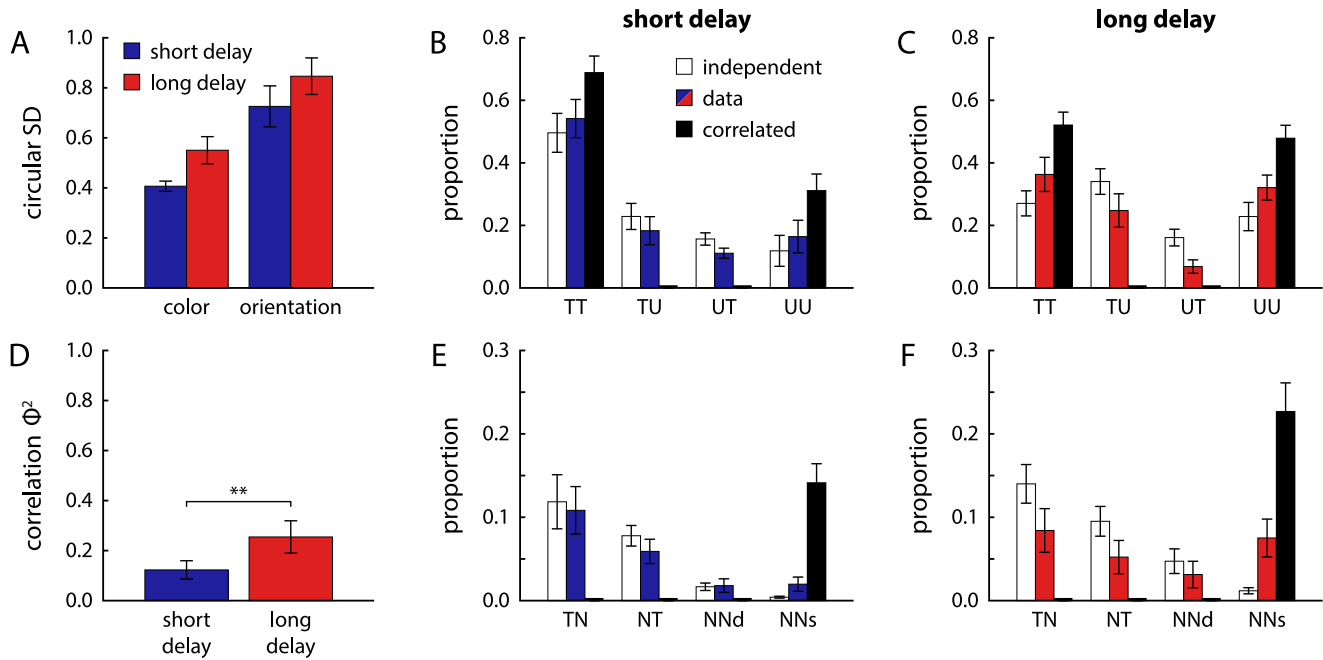 short delay
long delay
A
1.0
0.8
0.6
0.4
0.2
0.0
circular SD
short delay
long delay
color
orientation
B
0.8
0.6
0.4
0.2
0.0
proportion
independent
data
correlated
TT
TU
UT
UU
C
0.8
0.6
0.4
0.2
0.0
proportion
TT
TU
UT
UU
D
1.0
0.8
0.6
0.4
0.2
0.0
correlation Φ²
**
short
delay
long
delay
E
0.3
0.2
0.1
0.0
proportion
TN
NT
NNd
NNs
F
0.3
0.2
0.1
0.0
proportion
TN
NT
NNd
NNs